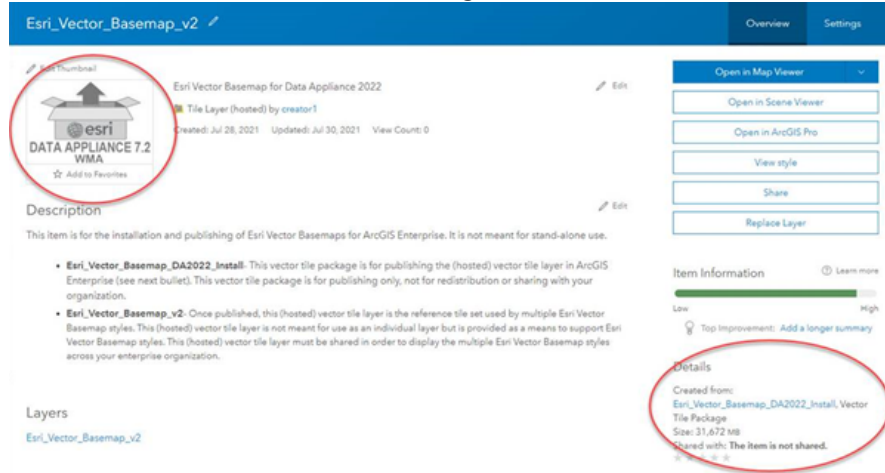 Esri_Vector_Basemap_v2
Overview
Settings
Edit Thumbnail
esri
DATA APPLIANCE 7.2
WMA
Add to Favorites
Esri Vector Basemap for Data Appliance 2022
Edit
Tile Layer (hosted) by creator1
Created: Jul 28, 2021 Updated: Jul 30, 2021 View Count: 0
Open in Map Viewer
Open in Scene Viewer
Open in ArcGIS Pro
View style
Share
Replace Layer
Description
Edit
This item is for the installation and publishing of Esri Vector Basemaps for ArcGIS Enterprise. It is not meant for stand-alone use.
• Esri_Vector_Basemap_DA2022_Install- This vector tile package is for publishing the (hosted) vector tile layer in ArcGIS
Enterprise (see next bullet). This vector tile package is for publishing only, not for redistribution or sharing with your
organization.
• Esri_Vector_Basemap_v2- Once published, this (hosted) vector tile layer is the reference tile set used by multiple Esri Vector
Basemap styles. This (hosted) vector tile layer is not meant for use as an individual layer but is provided as a means to support Esri
Vector Basemap styles. This (hosted) vector tile layer must be shared in order to display the multiple Esri Vector Basemap styles
across your enterprise organization.
Item Information
Learn more
Low
High
Top Improvement: Add a longer summary
Details
Created from:
Esri_Vector_Basemap_DA2022_Install, Vector
Tile Package
Size: 31,672 MB
Shared with: The item is not shared.
Layers
Esri_Vector_Basemap_v2